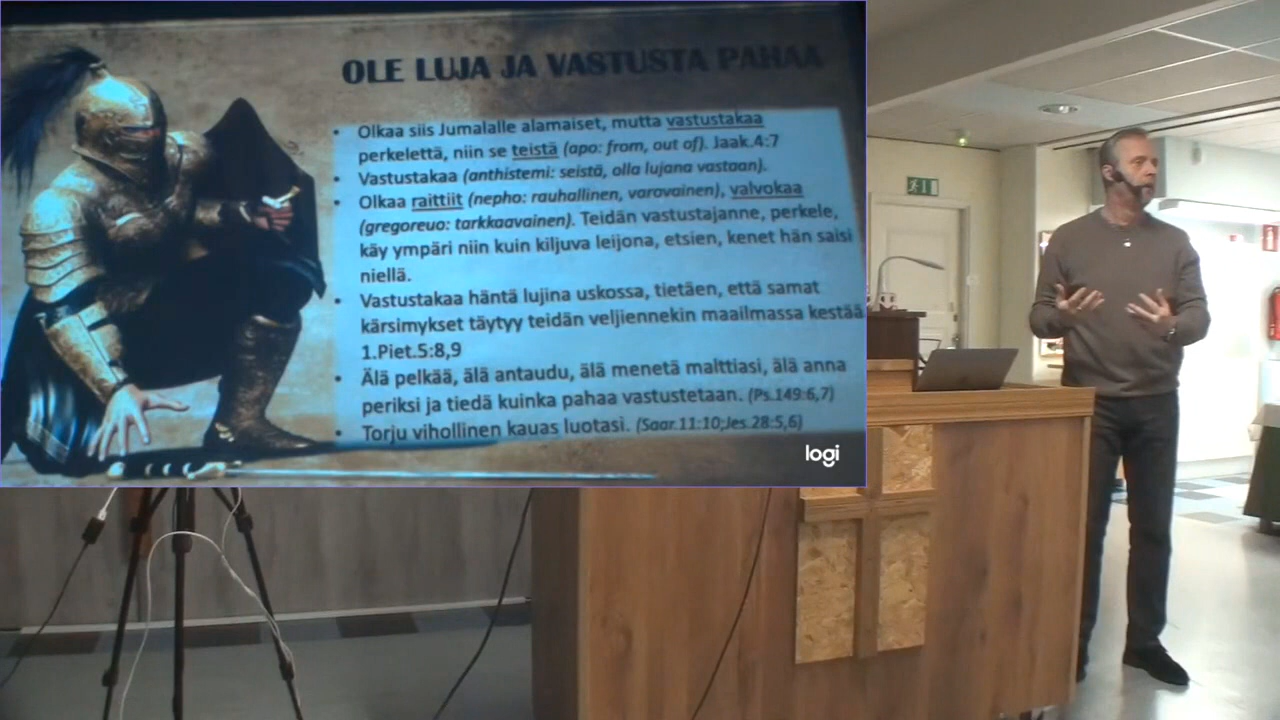 OLE LUJA JA VASTUSTA PAHAA
• Olkaa siis Jumalalle alamaiset, mutta vastustakaa
perkelettä, niin se teistä (apo: from, out of). Jaak.4:7
• Vastustakaa (anthistemi: seistä, olla lujana vastaan).
• Olkaa raittiit (nepho: rauhallinen, varovainen), valvokaa
(gregoreuo: tarkkaavainen). Teidän vastustajanne, perkele,
käy ympäri niin kuin kiljuva leijona, etsien, kenet hän saisi
niellä.
• Vastustakaa häntä lujina uskossa, tietäen, että samat
kärsimykset täytyy teidän veljiennekin maailmassa kestää.
1.Piet.5:8,9
• Älä pelkää, älä antaudu, älä menetä malttiasi, älä anna
periksi ja tiedä kuinka pahaa vastustetaan. (Ps.149:6,7)
• Torju vihollinen kauas luotasi. (Saar.11:10;Jes.28:5,6)
logi